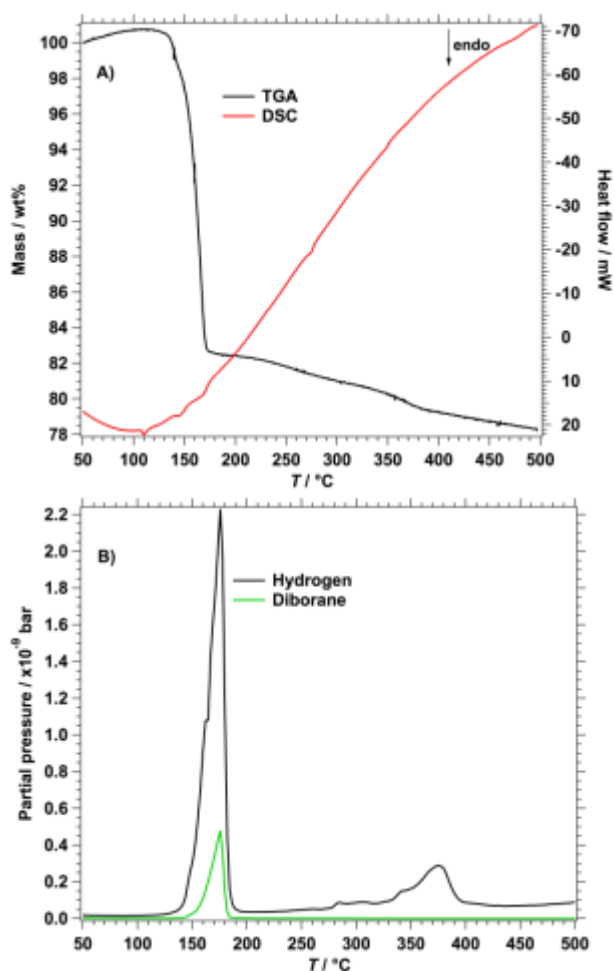 A)
endo
TGA
DSC
Mass / wt%
100
98
96
94
92
90
88
86
84
82
80
78
-70
-60
-50
-40
-30
-20
-10
0
10
20
Heat flow / mW
50 100 150 200 250 300 350 400 450 500
T / °C
B)
Hydrogen
Diborane
Partial pressure / x10⁻⁹ bar
2.2
2.0
1.8
1.6
1.4
1.2
1.0
0.8
0.6
0.4
0.2
0.0
50 100 150 200 250 300 350 400 450 500
T / °C